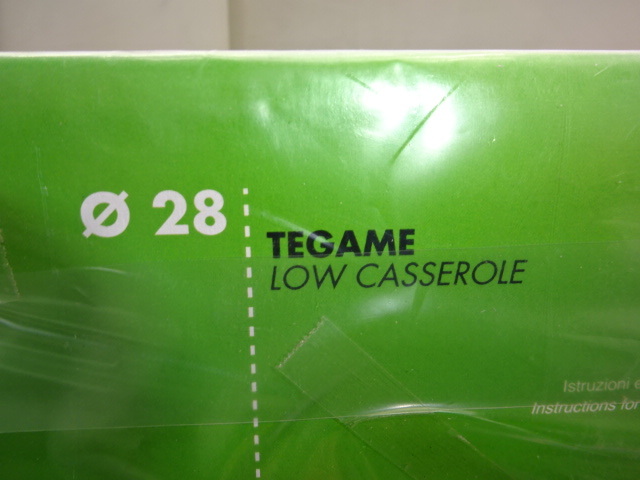 Ø 28
TEGAME
LOW CASSEROLE
Istruzioni
Instructions for